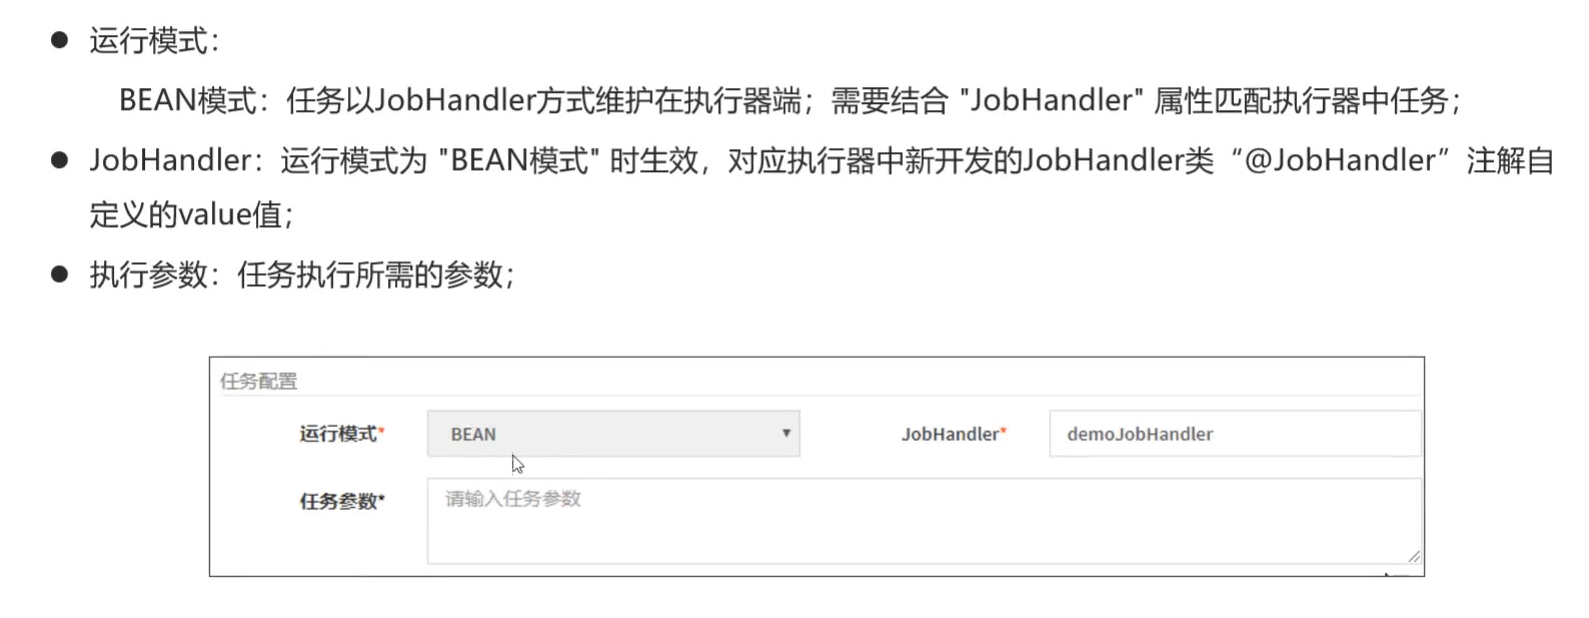 ● 运行模式：
BEAN模式：任务以JobHandler方式维护在执行器端；需要结合 "JobHandler" 属性匹配执行器中任务；
● JobHandler：运行模式为 "BEAN模式" 时生效，对应执行器中新开发的JobHandler类“@JobHandler”注解自
定义的value值；
● 执行参数：任务执行所需的参数；
任务配置
运行模式* BEAN JobHandler* demoJobHandler
任务参数* 请输入任务参数